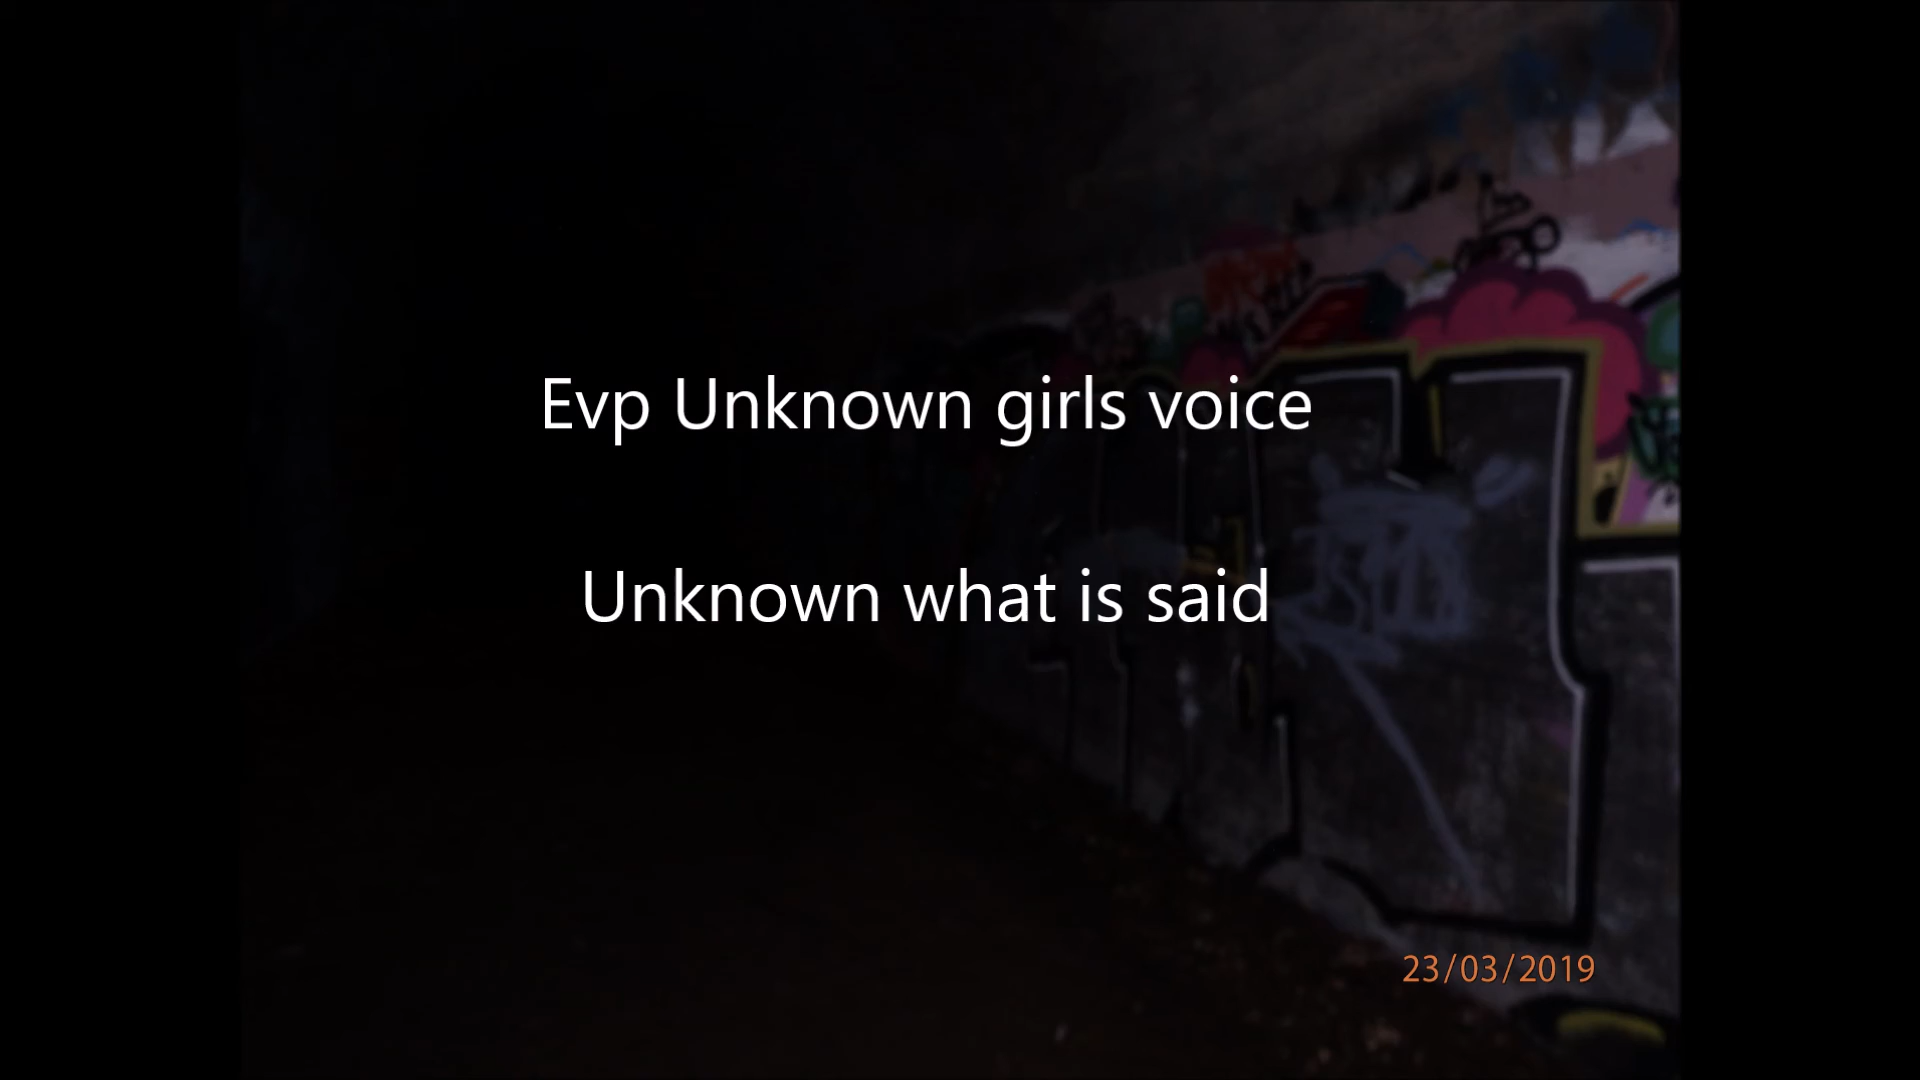 Evp Unknown girls voice
Unknown what is said
23/03/2019